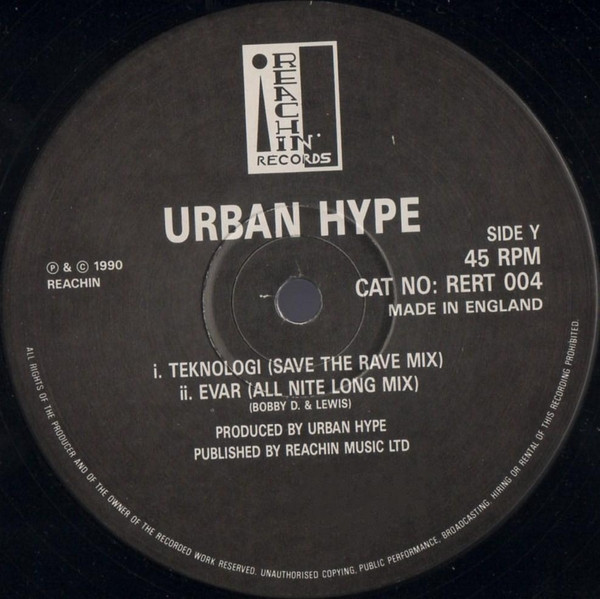 REACHIN'
RECORDS
URBAN HYPE
SIDE Y
45 RPM
℗ & © 1990
REACHIN
CAT NO: RERT 004
MADE IN ENGLAND
i. TEKNOLOGI (SAVE THE RAVE MIX)
ii. EVAR (ALL NITE LONG MIX)
(BOBBY D. & LEWIS)
PRODUCED BY URBAN HYPE
PUBLISHED BY REACHIN MUSIC LTD
ALL RIGHTS OF THE PRODUCER AND OF THE OWNER OF THE RECORDED WORK RESERVED. UNAUTHORISED COPYING, PUBLIC PERFORMANCE, BROADCASTING, HIRING OR RENTAL OF THIS RECORDING PROHIBITED.